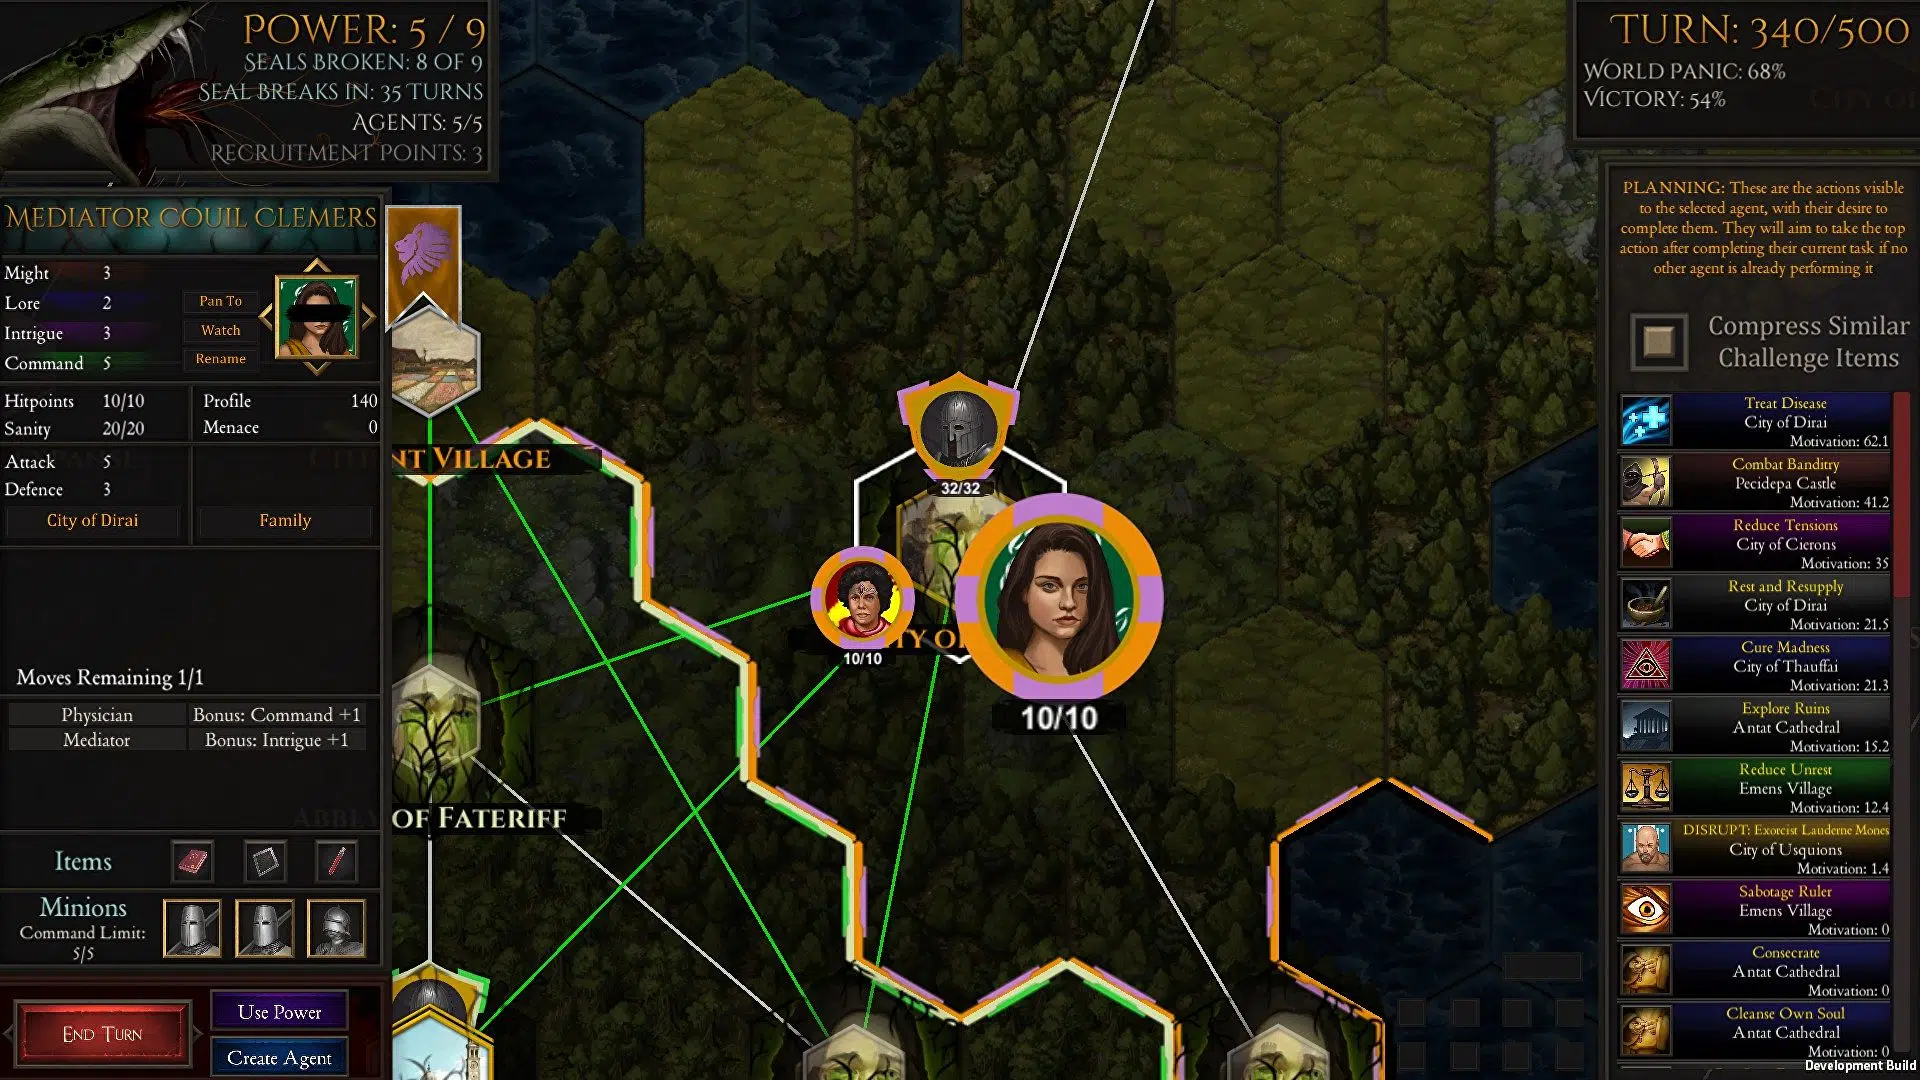 POWER: 5 / 9
SEALS BROKEN: 8 OF 9
SEAL BREAKS IN: 35 TURNS
AGENTS: 5/5
RECRUITMENT POINTS: 3
TURN: 340/500
WORLD PANIC: 68%
VICTORY: 54%
MEDIATOR COUIL CLEMERS
Might 3
Lore 2
Intrigue 3
Command 5
Pan To
Watch
Rename
Hitpoints 10/10
Sanity 20/20
Profile 140
Menace 0
Attack 5
Defence 3
City of Dirai
Family
Moves Remaining 1/1
Physician Bonus: Command +1
Mediator Bonus: Intrigue +1
Items
Minions
Command Limit:
5/5
END TURN
Use Power
Create Agent
NT VILLAGE
32/32
10/10
TY O
10/10
OF FATERIFF
PLANNING: These are the actions visible
to the selected agent, with their desire to
complete them. They will aim to take the top
action after completing their current task if no
other agent is already performing it
Compress Similar
Challenge Items
Treat Disease
City of Dirai
Motivation: 62.1
Combat Banditry
Pecidepa Castle
Motivation: 41.2
Reduce Tensions
City of Cierons
Motivation: 35
Rest and Resupply
City of Dirai
Motivation: 21.5
Cure Madness
City of Thauffai
Motivation: 21.3
Explore Ruins
Antat Cathedral
Motivation: 15.2
Reduce Unrest
Emens Village
Motivation: 12.4
DISRUPT: Exorcist Lauderne Mones
City of Usquions
Motivation: 1.4
Sabotage Ruler
Emens Village
Motivation: 0
Consecrate
Antat Cathedral
Motivation: 0
Cleanse Own Soul
Antat Cathedral
Motivation: 0
Development Build